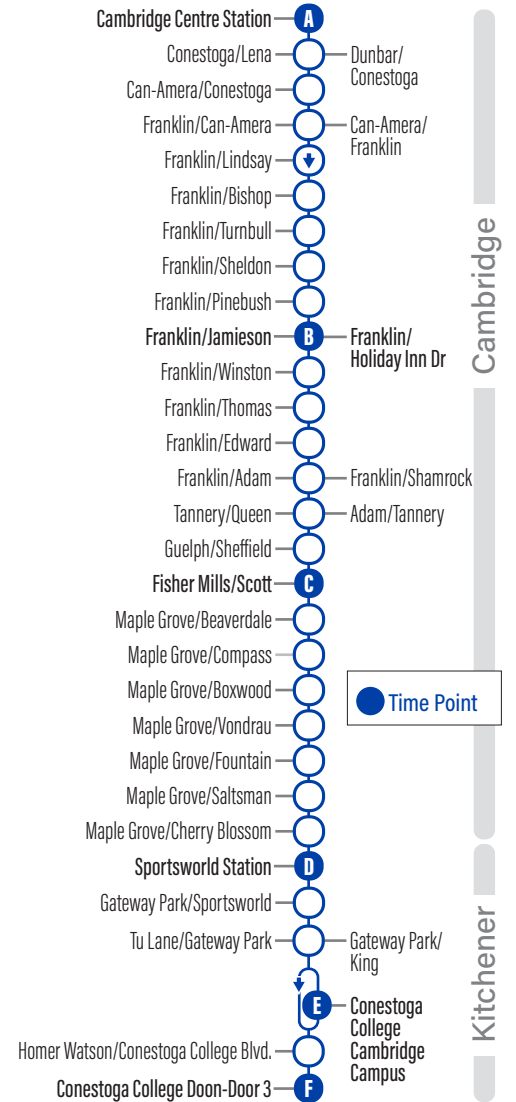 Cambridge Centre Station A
Conestoga/Lena Dunbar/
Conestoga
Can-Amera/Conestoga
Franklin/Can-Amera Can-Amera/
Franklin
Franklin/Lindsay
Franklin/Bishop
Franklin/Turnbull
Franklin/Sheldon
Franklin/Pinebush
Franklin/Jamieson B Franklin/
Holiday Inn Dr
Franklin/Winston
Franklin/Thomas
Franklin/Edward
Franklin/Adam Franklin/Shamrock
Tannery/Queen Adam/Tannery
Guelph/Sheffield
Fisher Mills/Scott C
Maple Grove/Beaverdale
Maple Grove/Compass
Maple Grove/Boxwood
Maple Grove/Vondrau
Maple Grove/Fountain
Maple Grove/Saltsman
Maple Grove/Cherry Blossom
Sportsworld Station D
Gateway Park/Sportsworld
Tu Lane/Gateway Park Gateway Park/
King
E Conestoga
College
Cambridge
Campus
Homer Watson/Conestoga College Blvd.
Conestoga College Doon-Door 3 F
Time Point
Cambridge
Kitchener